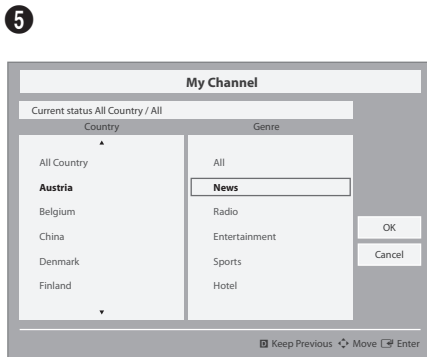 5
My Channel
Current status All Country / All
Country Genre
All Country All
Austria News
Belgium Radio
China Entertainment
Denmark Sports
Finland Hotel
OK
Cancel
D Keep Previous Move Enter